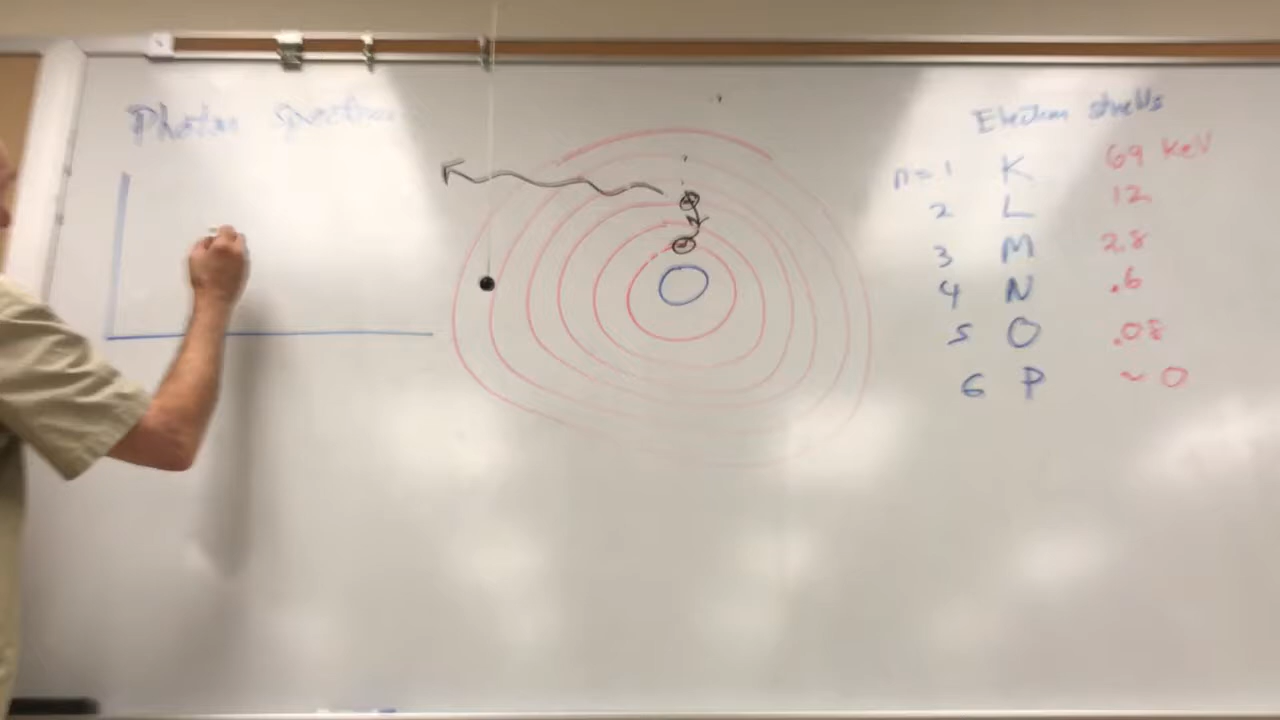 Photon Spectrum
Electron shells
n=1 K 69 KeV
2 L 12
3 M 2.8
4 N .6
5 O .08
6 P ~ 0